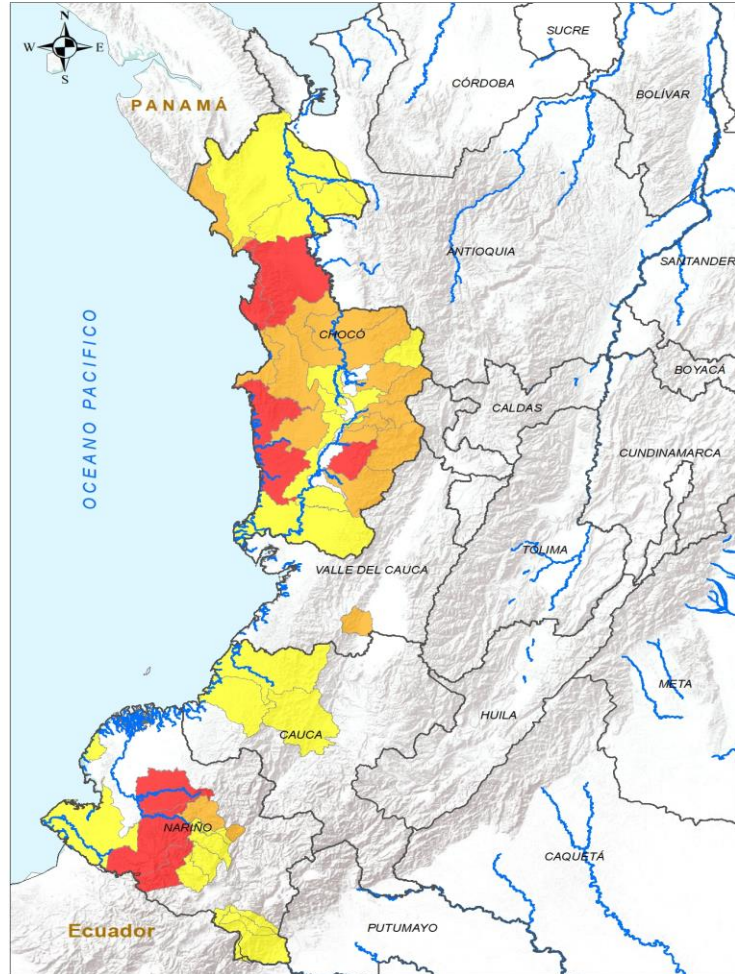 N
W E
S
SUCRE
CÓRDOBA
BOLÍVAR
PANAMÁ
ANTIOQUIA
SANTANDER
OCEANO PACIFICO
CHOCÓ
BOYACÁ
CALDAS
CUNDINAMARCA
TOLIMA
VALLE DEL CAUCA
META
HUILA
CAUCA
NARIÑO
CAQUETÁ
Ecuador
PUTUMAYO